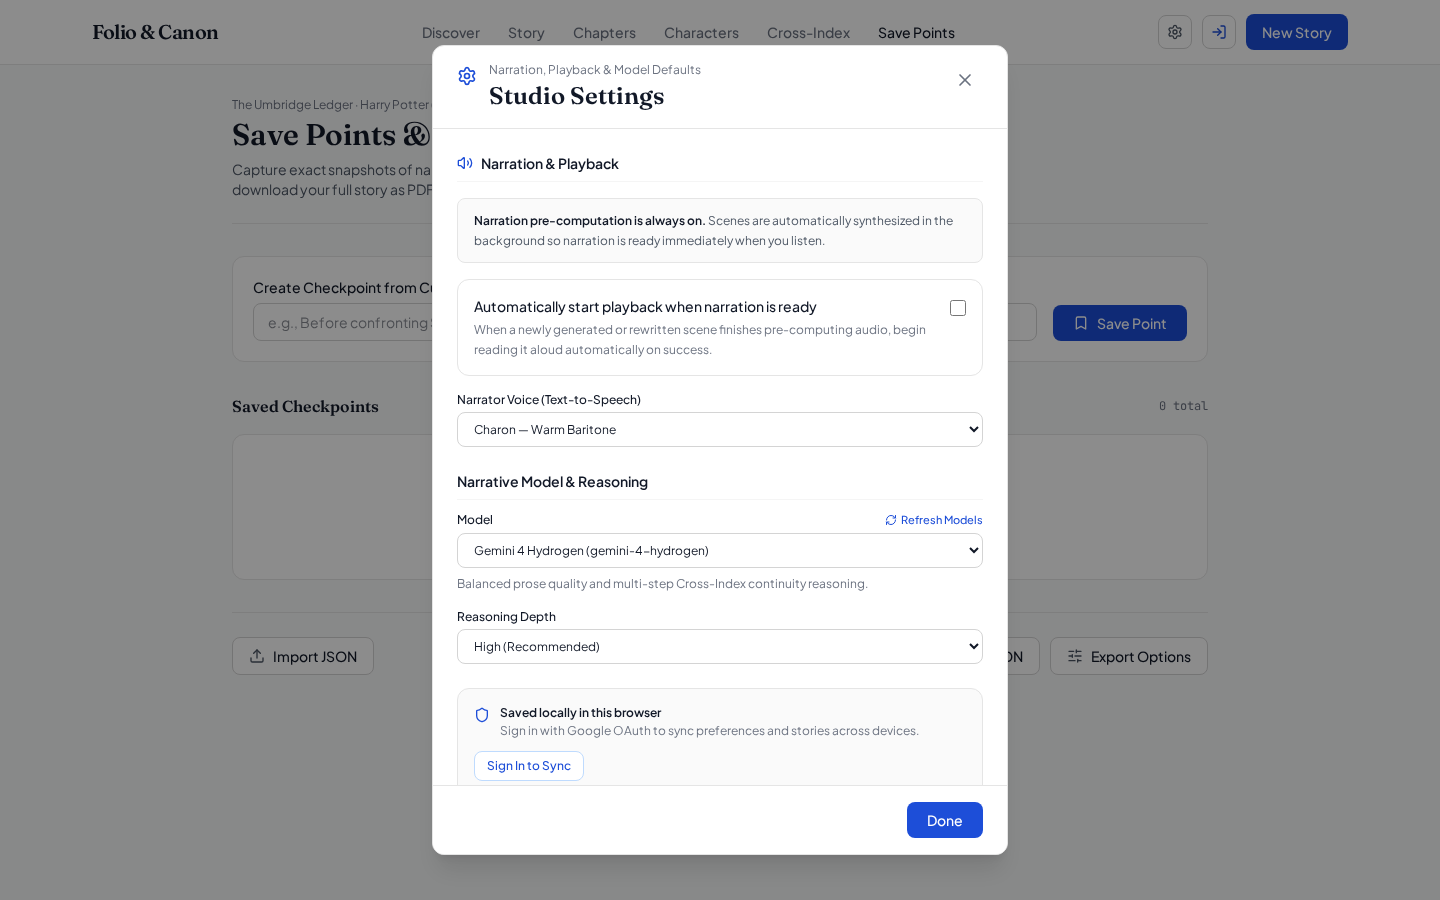 Folio & Canon
Discover
Story
Chapters
Characters
Cross-Index
Save Points
New Story
The Umbridge Ledger · Harry Potter
Save Points &
Capture exact snapshots of na
download your full story as PDF
Create Checkpoint from Cu
e.g., Before confronting
Save Point
Saved Checkpoints
0 total
Import JSON
ON
Export Options
Narration, Playback & Model Defaults
Studio Settings
Narration & Playback
Narration pre-computation is always on. Scenes are automatically synthesized in the
background so narration is ready immediately when you listen.
Automatically start playback when narration is ready
When a newly generated or rewritten scene finishes pre-computing audio, begin
reading it aloud automatically on success.
Narrator Voice (Text-to-Speech)
Charon — Warm Baritone
Narrative Model & Reasoning
Model
Refresh Models
Gemini 4 Hydrogen (gemini-4-hydrogen)
Balanced prose quality and multi-step Cross-Index continuity reasoning.
Reasoning Depth
High (Recommended)
Saved locally in this browser
Sign in with Google OAuth to sync preferences and stories across devices.
Sign In to Sync
Done